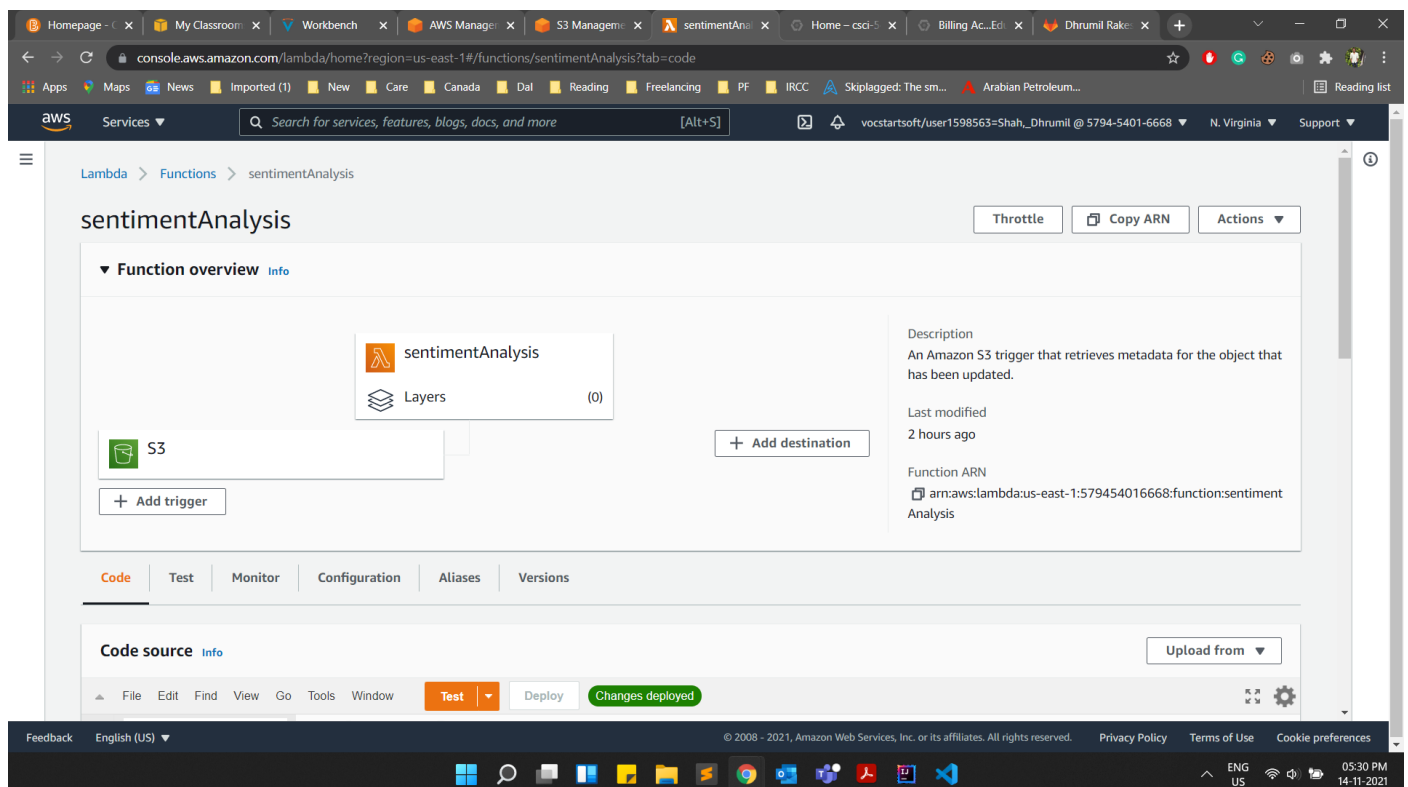 Homepage - C
My Classroom
Workbench
AWS Manager
S3 Manageme
sentimentAnal
Home – csci-5
Billing Ac...Edu
Dhrumil Rakes
console.aws.amazon.com/lambda/home?region=us-east-1#/functions/sentimentAnalysis?tab=code
Apps Maps News Imported (1) New Care Canada Dal Reading Freelancing PF IRCC Skiplagged: The sm... Arabian Petroleum... Reading list
aws Services Search for services, features, blogs, docs, and more [Alt+S] vocstartsoft/user1598563=Shah,_Dhrumil @ 5794-5401-6668 N. Virginia Support
Lambda > Functions > sentimentAnalysis
sentimentAnalysis
Throttle Copy ARN Actions
Function overview Info
sentimentAnalysis
Layers (0)
S3
+ Add trigger
+ Add destination
Description
An Amazon S3 trigger that retrieves metadata for the object that
has been updated.
Last modified
2 hours ago
Function ARN
arn:aws:lambda:us-east-1:579454016668:function:sentiment
Analysis
Code Test Monitor Configuration Aliases Versions
Code source Info
Upload from
File Edit Find View Go Tools Window Test Deploy Changes deployed
Feedback English (US) © 2008 - 2021, Amazon Web Services, Inc. or its affiliates. All rights reserved. Privacy Policy Terms of Use Cookie preferences
ENG
US
05:30 PM
14-11-2021